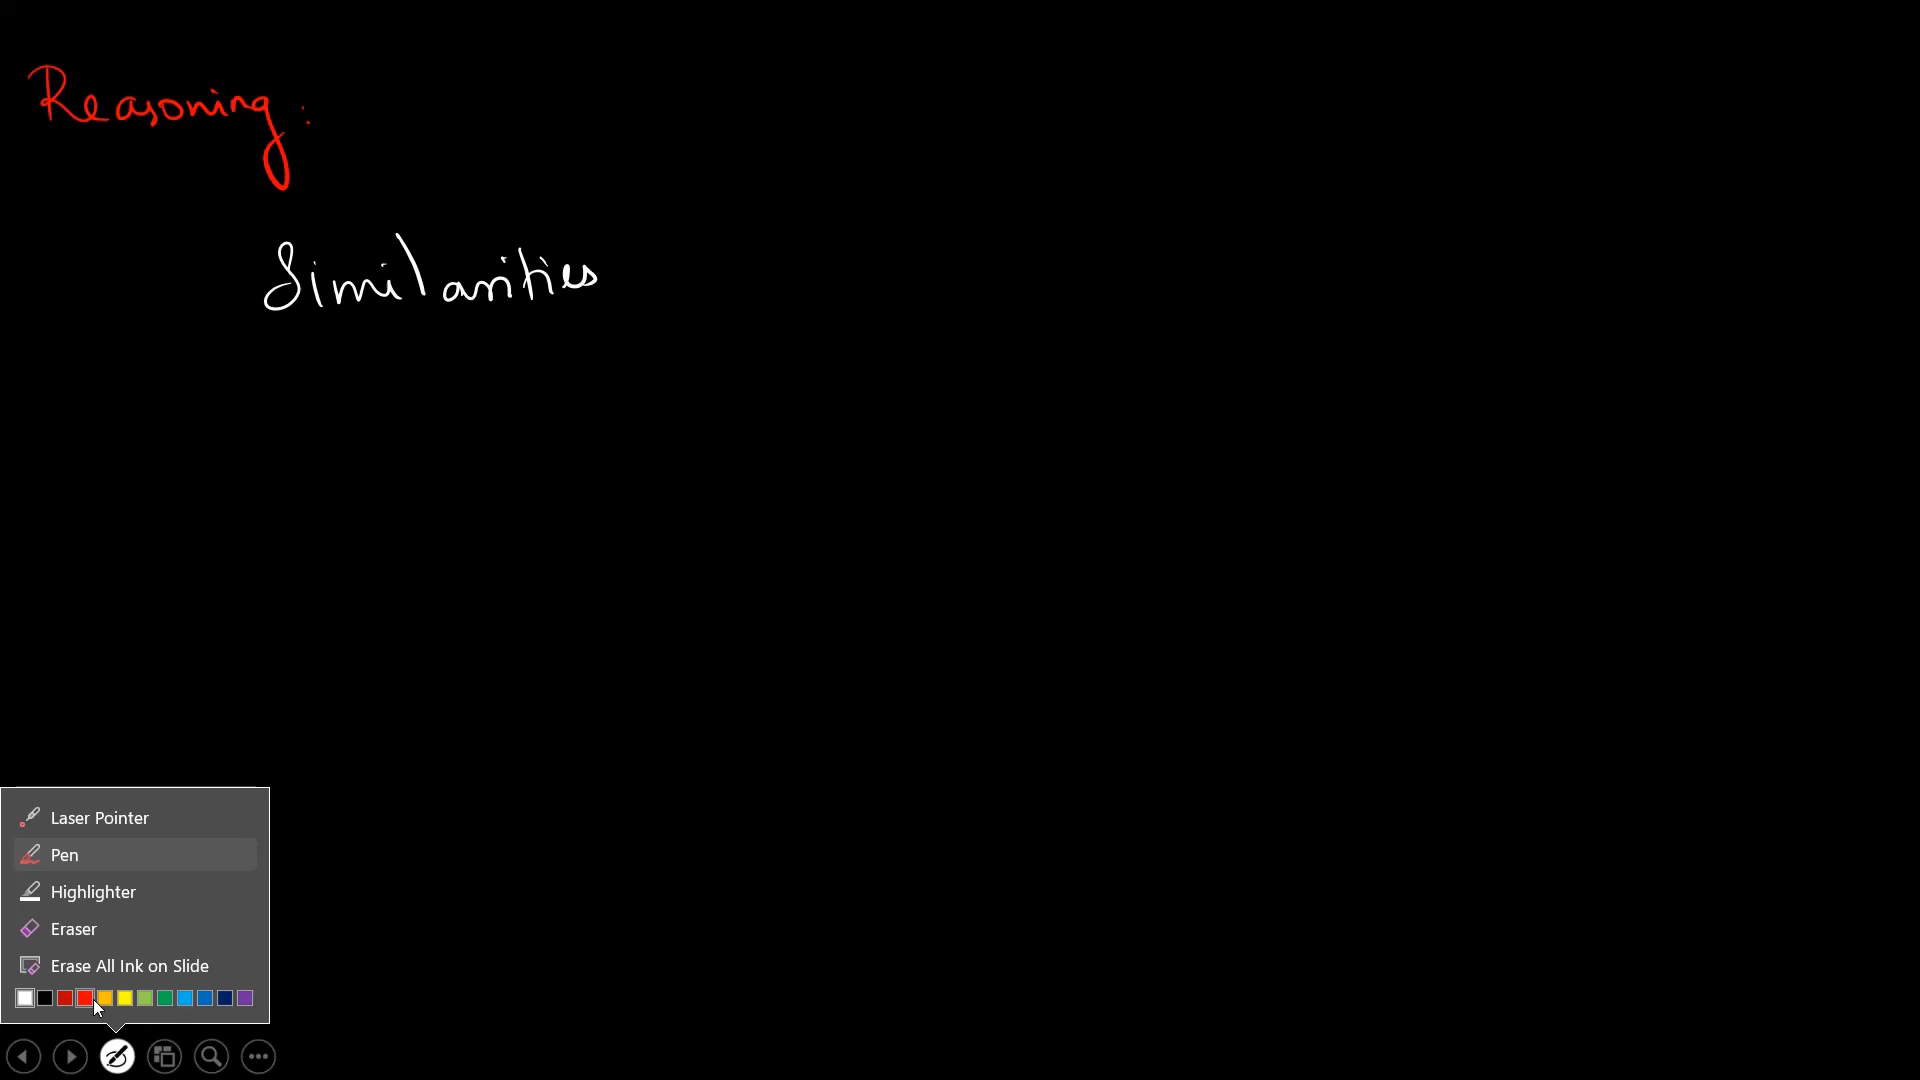 Reasoning :
Similarities
Laser Pointer
Pen
Highlighter
Eraser
Erase All Ink on Slide